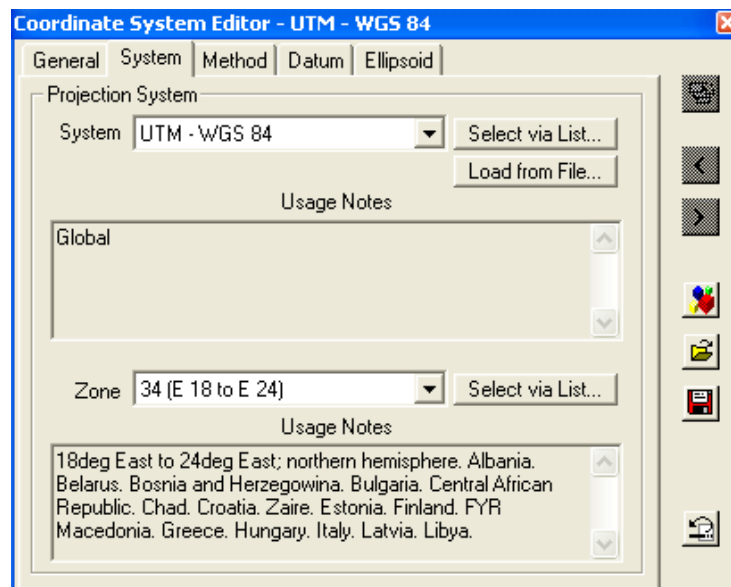 Coordinate System Editor - UTM - WGS 84
General System Method Datum Ellipsoid
Projection System
System UTM - WGS 84 Select via List...
Load from File...
Usage Notes
Global
Zone 34 (E 18 to E 24) Select via List...
Usage Notes
18deg East to 24deg East; northern hemisphere. Albania.
Belarus. Bosnia and Herzegowina. Bulgaria. Central African
Republic. Chad. Croatia. Zaire. Estonia. Finland. FYR
Macedonia. Greece. Hungary. Italy. Latvia. Libya.